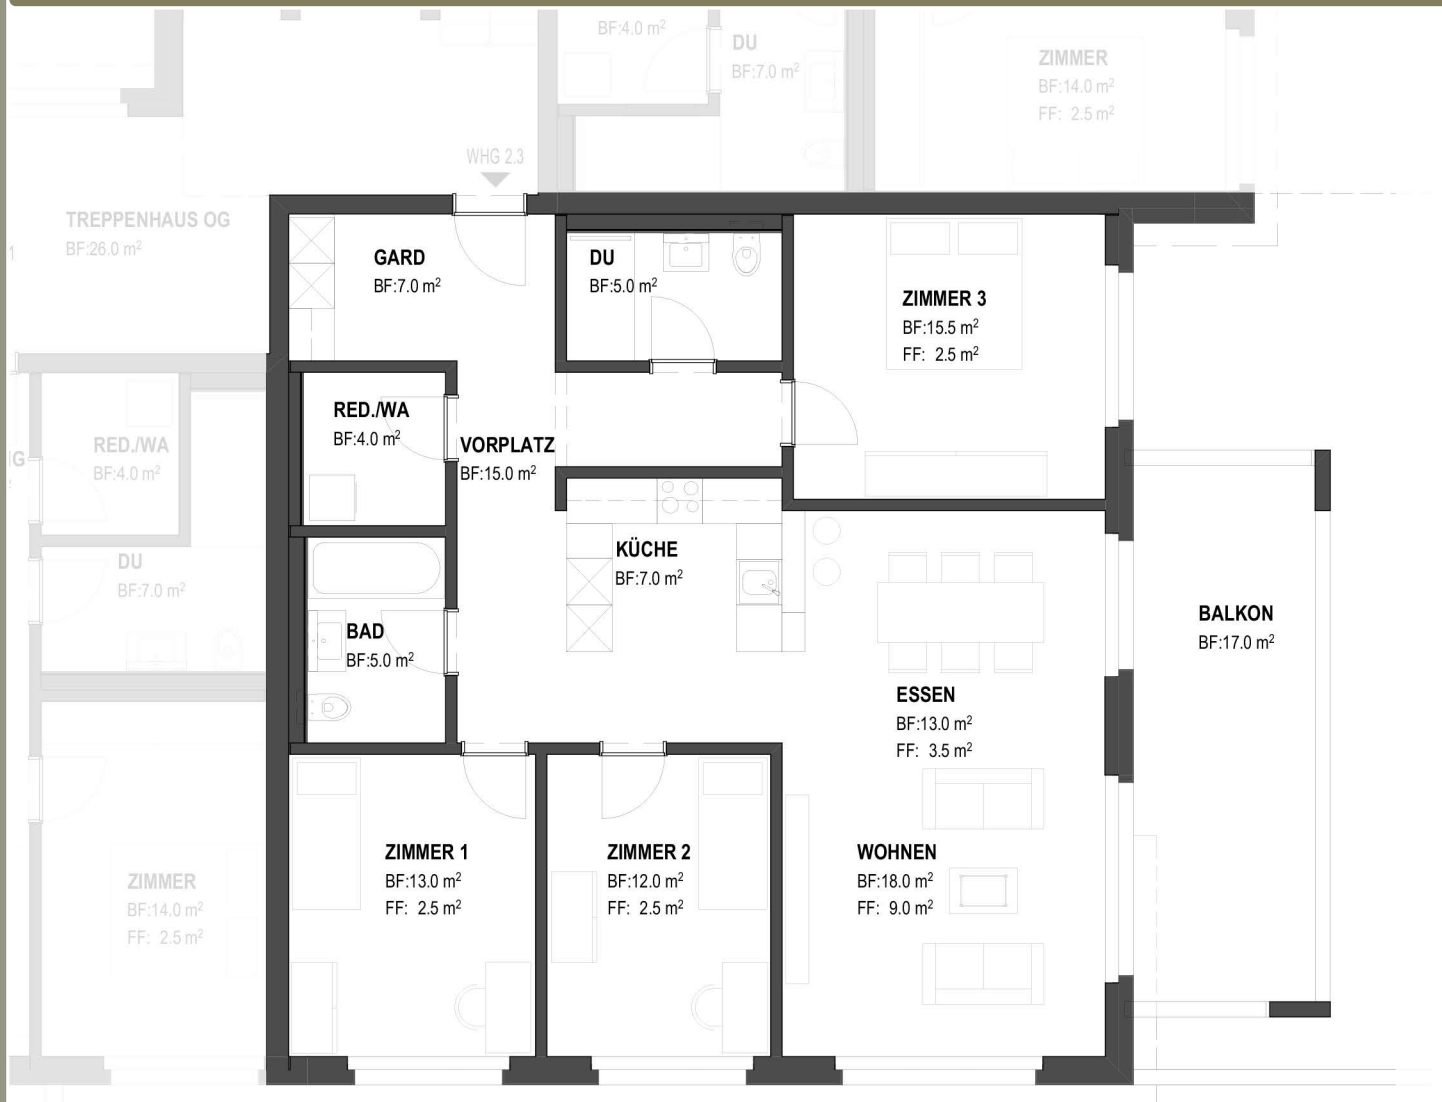 BF:4.0 m²
DU
BF:7.0 m²
ZIMMER
BF:14.0 m²
FF: 2.5 m²
WHG 2.3
TREPPENHAUS OG
BF:26.0 m²
1
GARD
BF:7.0 m²
DU
BF:5.0 m²
ZIMMER 3
BF:15.5 m²
FF: 2.5 m²
RED./WA
BF:4.0 m²
VORPLATZ
BF:15.0 m²
RED./WA
BF:4.0 m²
IG
KÜCHE
BF:7.0 m²
DU
BF:7.0 m²
BAD
BF:5.0 m²
BALKON
BF:17.0 m²
ESSEN
BF:13.0 m²
FF: 3.5 m²
ZIMMER 1
BF:13.0 m²
FF: 2.5 m²
ZIMMER 2
BF:12.0 m²
FF: 2.5 m²
WOHNEN
BF:18.0 m²
FF: 9.0 m²
ZIMMER
BF:14.0 m²
FF: 2.5 m²